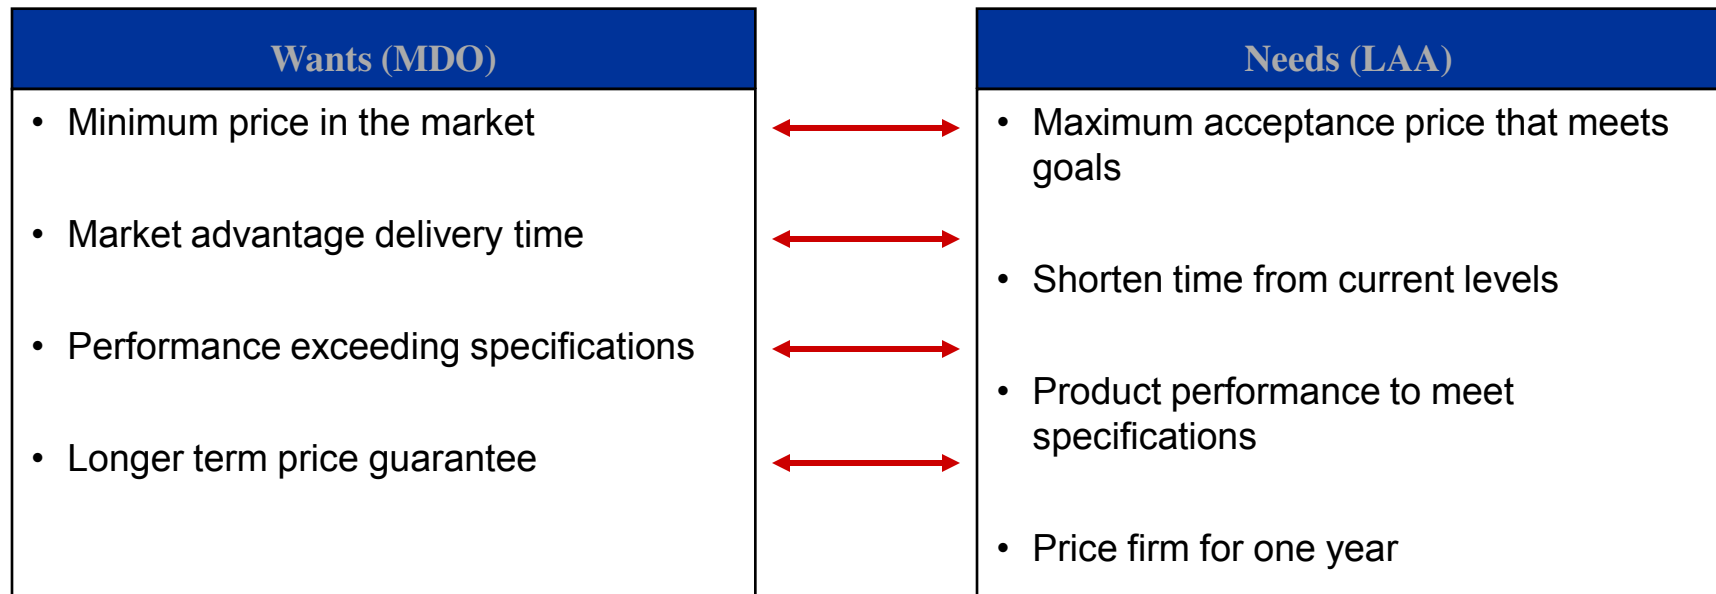 Wants (MDO)
• Minimum price in the market
• Market advantage delivery time
• Performance exceeding specifications
• Longer term price guarantee
Needs (LAA)
• Maximum acceptance price that meets
goals
• Shorten time from current levels
• Product performance to meet
specifications
• Price firm for one year